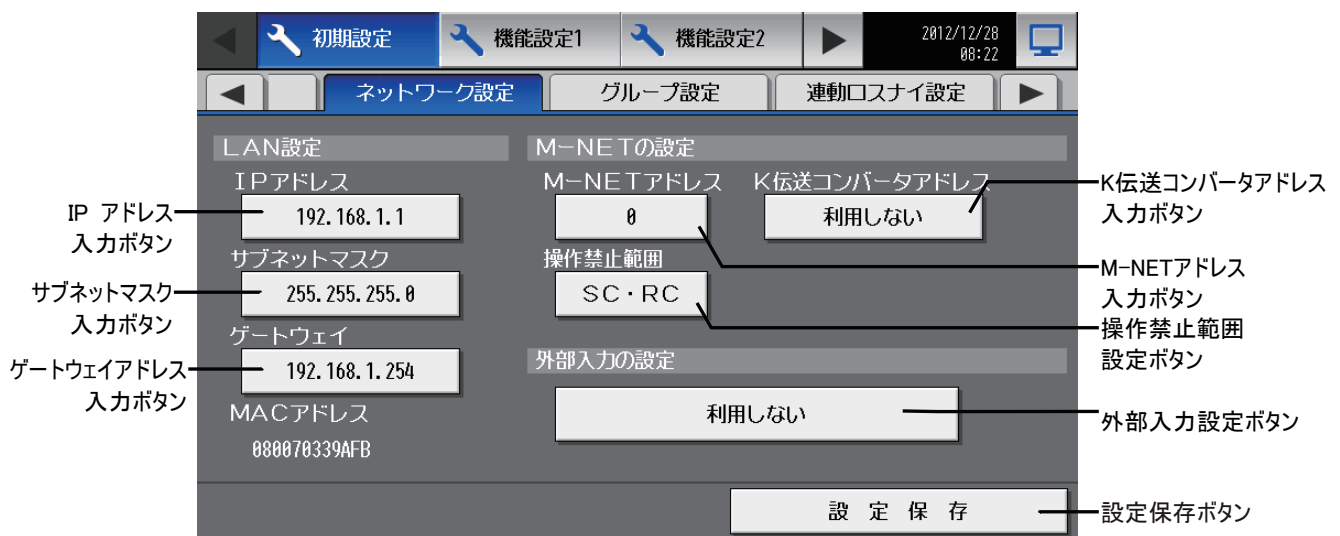 初期設定
機能設定1
機能設定2
2012/12/28
08:22
ネットワーク設定
グループ設定
連動ロスナイ設定
LAN設定
IPアドレス
192.168.1.1
サブネットマスク
255.255.255.0
ゲートウェイ
192.168.1.254
MACアドレス
080070339AFB
M-NETの設定
M-NETアドレス
0
K伝送コンバータアドレス
利用しない
操作禁止範囲
SC・RC
外部入力の設定
利用しない
設定保存
IP アドレス
入力ボタン
サブネットマスク
入力ボタン
ゲートウェイアドレス
入力ボタン
K伝送コンバータアドレス
入力ボタン
M-NETアドレス
入力ボタン
操作禁止範囲
設定ボタン
外部入力設定ボタン
設定保存ボタン